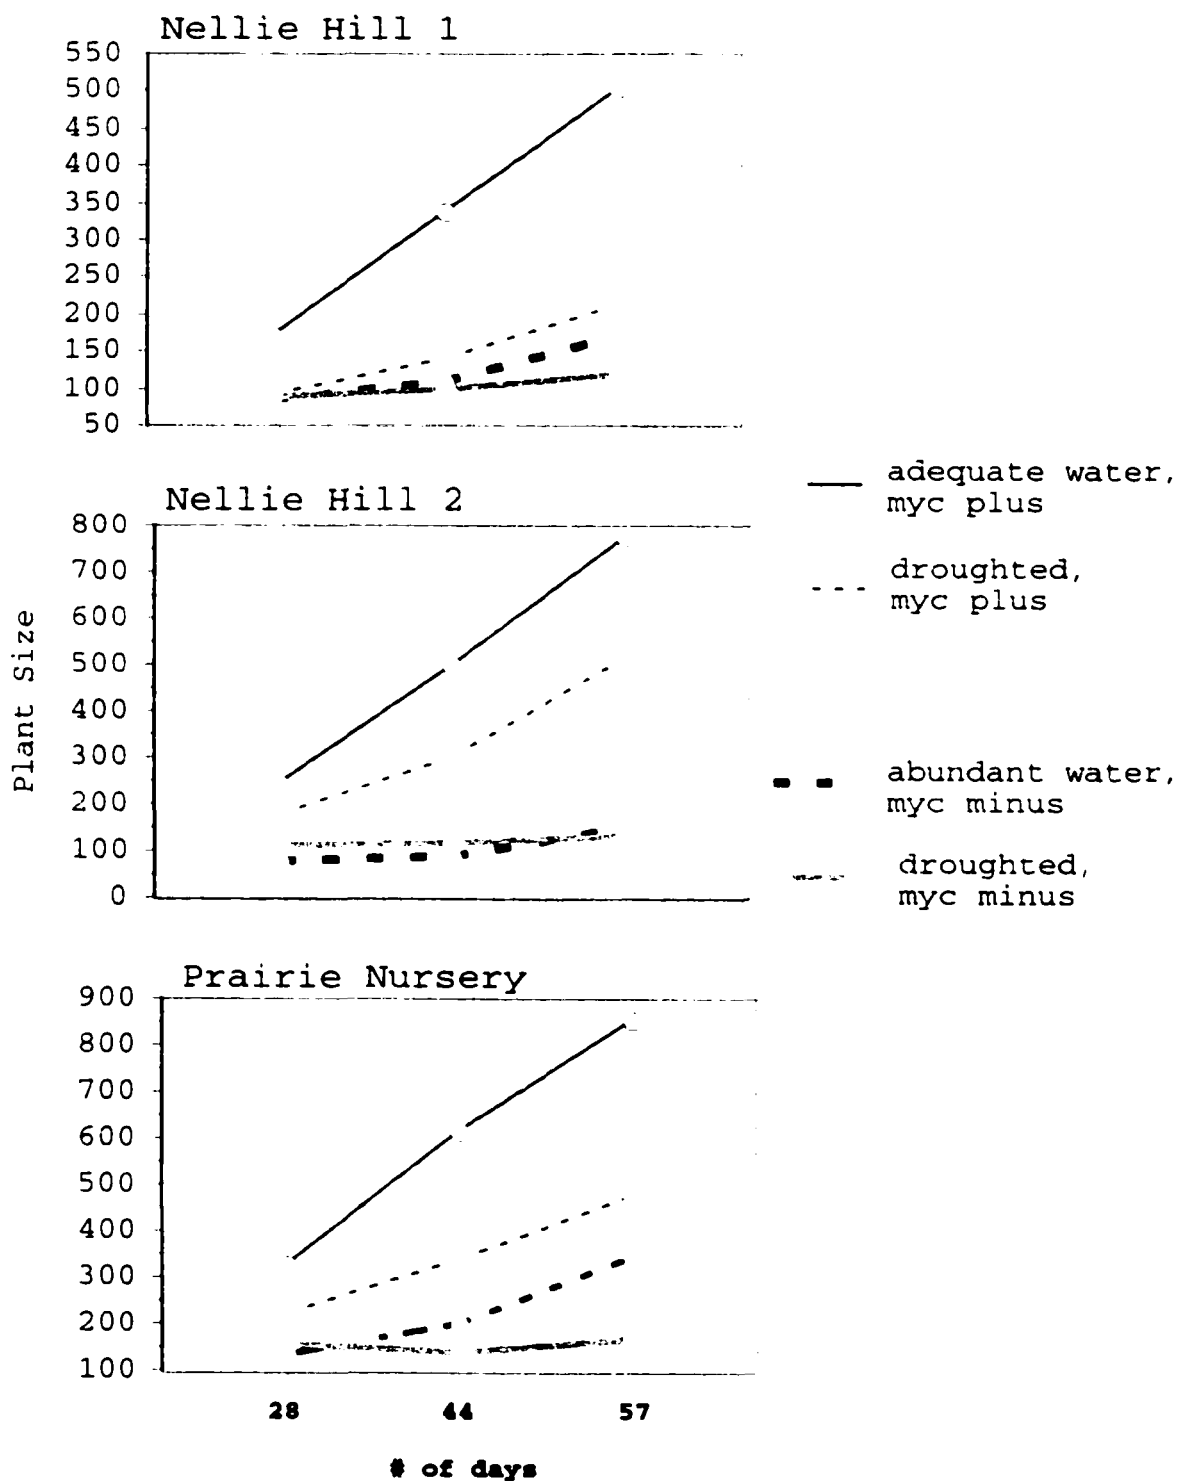 Nellie Hill 1
550
500
450
400
350
300
250
200
150
100
50
Nellie Hill 2
800
700
600
500
400
300
200
100
0
Plant Size
adequate water,
myc plus
droughted,
myc plus
abundant water,
myc minus
droughted,
myc minus
Prairie Nursery
900
800
700
600
500
400
300
200
100
28 44 57
# of days